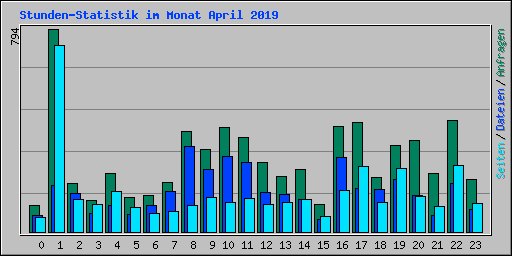 Stunden-Statistik im Monat April 2019
794
Seiten / Dateien / Anfragen
0 1 2 3 4 5 6 7 8 9 10 11 12 13 14 15 16 17 18 19 20 21 22 23